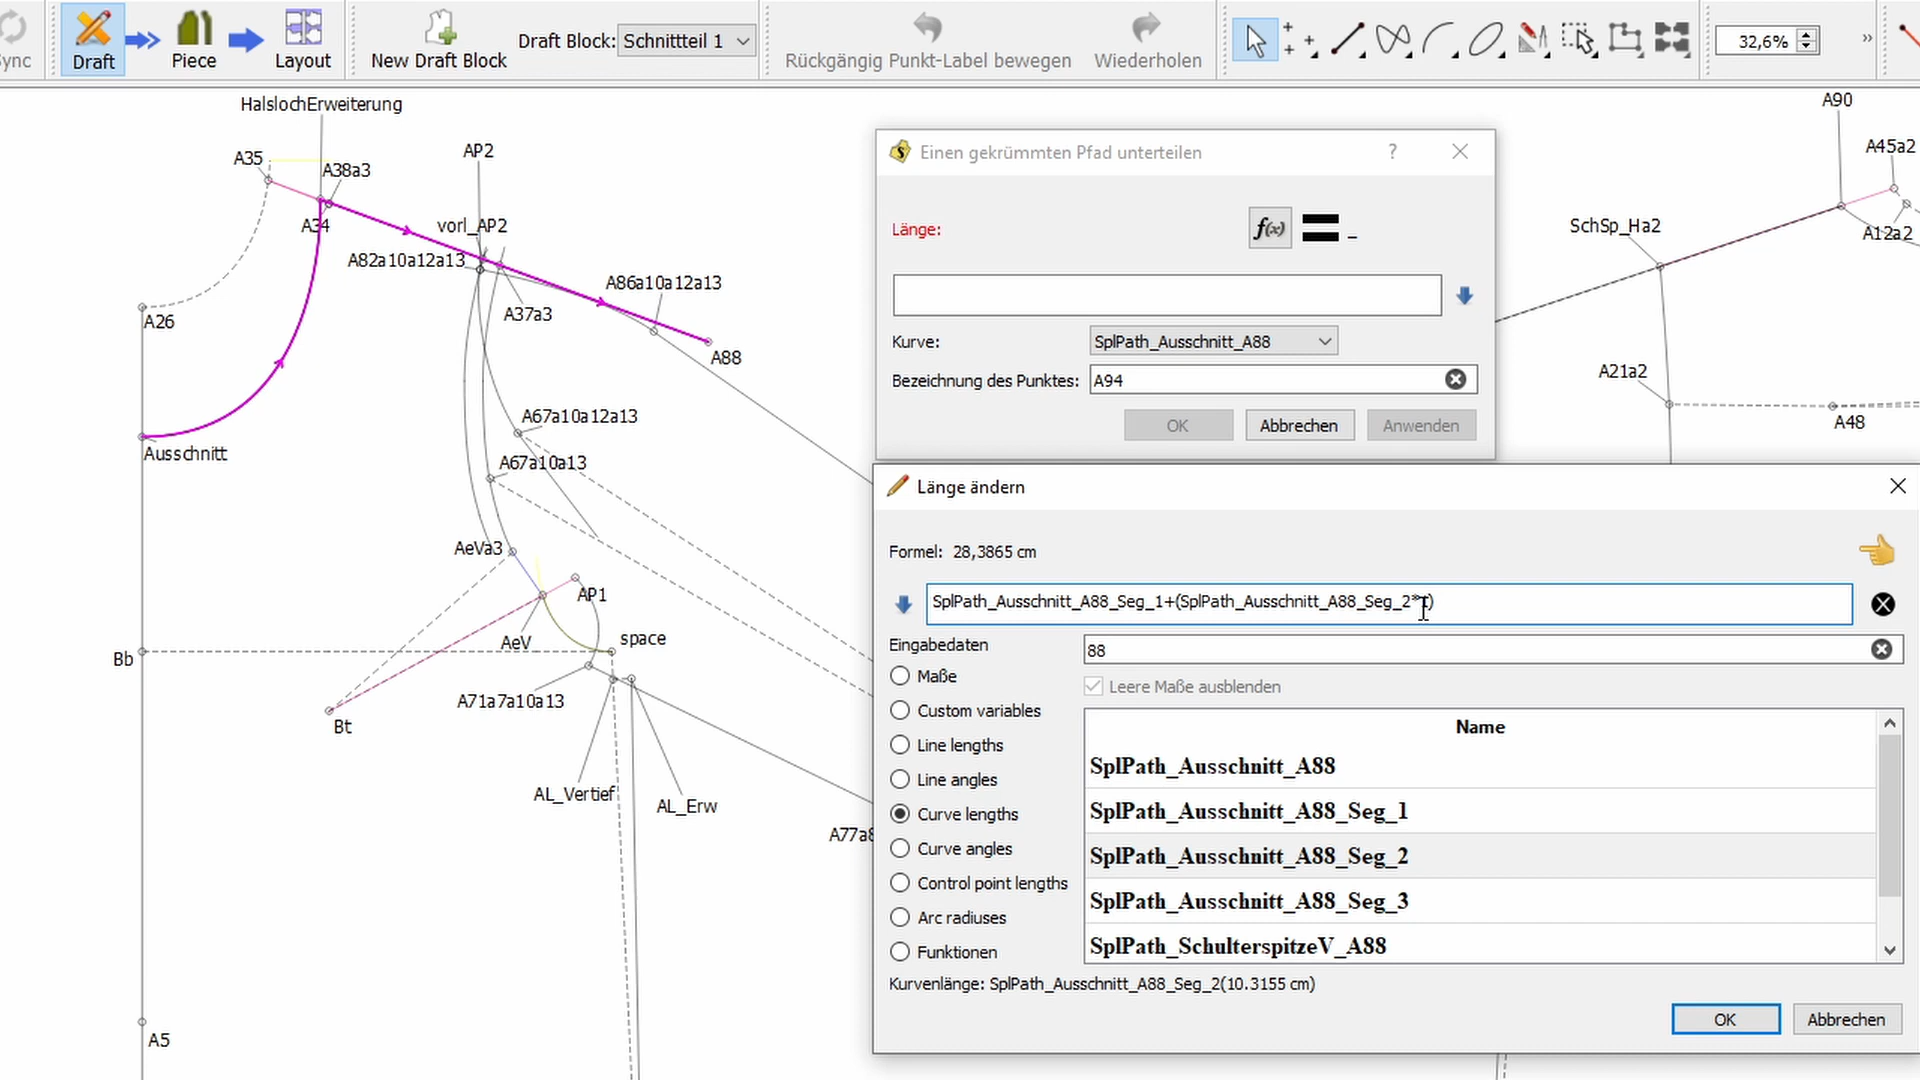 ync
Draft
Piece
Layout
New Draft Block
Draft Block: Schnittteil 1
Rückgängig Punkt-Label bewegen
Wiederholen
32,6%
»
HalslochErweiterung
A35
A38a3
A34
AP2
vorl_AP2
A82a10a12a13
A86a10a12a13
A37a3
A88
A26
Ausschnitt
A67a10a12a13
A67a10a13
AeVa3
AP1
AeV
space
Bb
A71a7a10a13
Bt
AL_Vertief
AL_Erw
A77a8
A5
A90
A45a2
SchSp_Ha2
A12a2
A21a2
A48
Einen gekrümmten Pfad unterteilen
?
Länge:
f(x)
_
Kurve: SplPath_Ausschnitt_A88
Bezeichnung des Punktes: A94
OK
Abbrechen
Anwenden
Länge ändern
Formel: 28,3865 cm
Eingabedaten
88
Maße
Leere Maße ausblenden
Custom variables
Line lengths
Line angles
Curve lengths
Curve angles
Control point lengths
Arc radiuses
Funktionen
Name
SplPath_Ausschnitt_A88
SplPath_Ausschnitt_A88_Seg_1
SplPath_Ausschnitt_A88_Seg_2
SplPath_Ausschnitt_A88_Seg_3
SplPath_SchulterspitzeV_A88
Kurvenlänge: SplPath_Ausschnitt_A88_Seg_2(10.3155 cm)
OK
Abbrechen